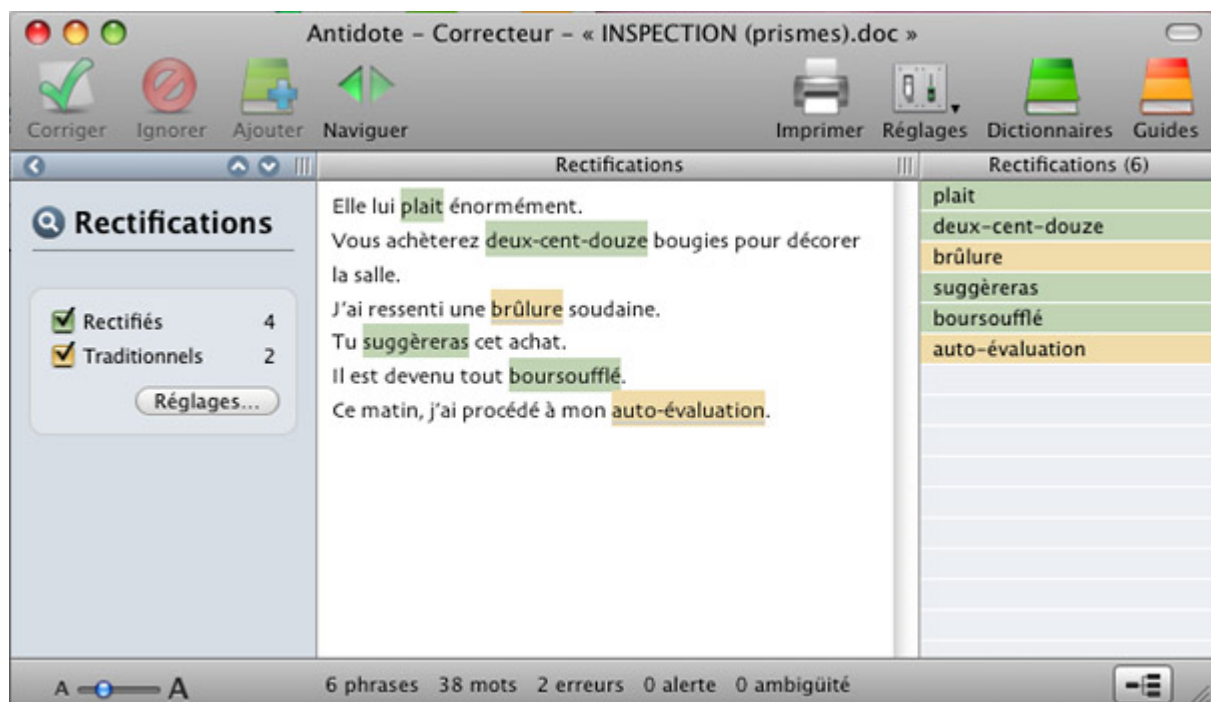 Antidote – Correcteur – « INSPECTION (prismes).doc »
Corriger Ignorer Ajouter Naviguer Imprimer Réglages Dictionnaires Guides
Rectifications Rectifications (6)
Rectifications
Rectifiés 4
Traditionnels 2
Réglages...
Elle lui plait énormément.
Vous achèterez deux-cent-douze bougies pour décorer
la salle.
J'ai ressenti une brûlure soudaine.
Tu suggèreras cet achat.
Il est devenu tout boursoufflé.
Ce matin, j'ai procédé à mon auto-évaluation.
plait
deux-cent-douze
brûlure
suggèreras
boursoufflé
auto-évaluation
A A
6 phrases 38 mots 2 erreurs 0 alerte 0 ambigüité